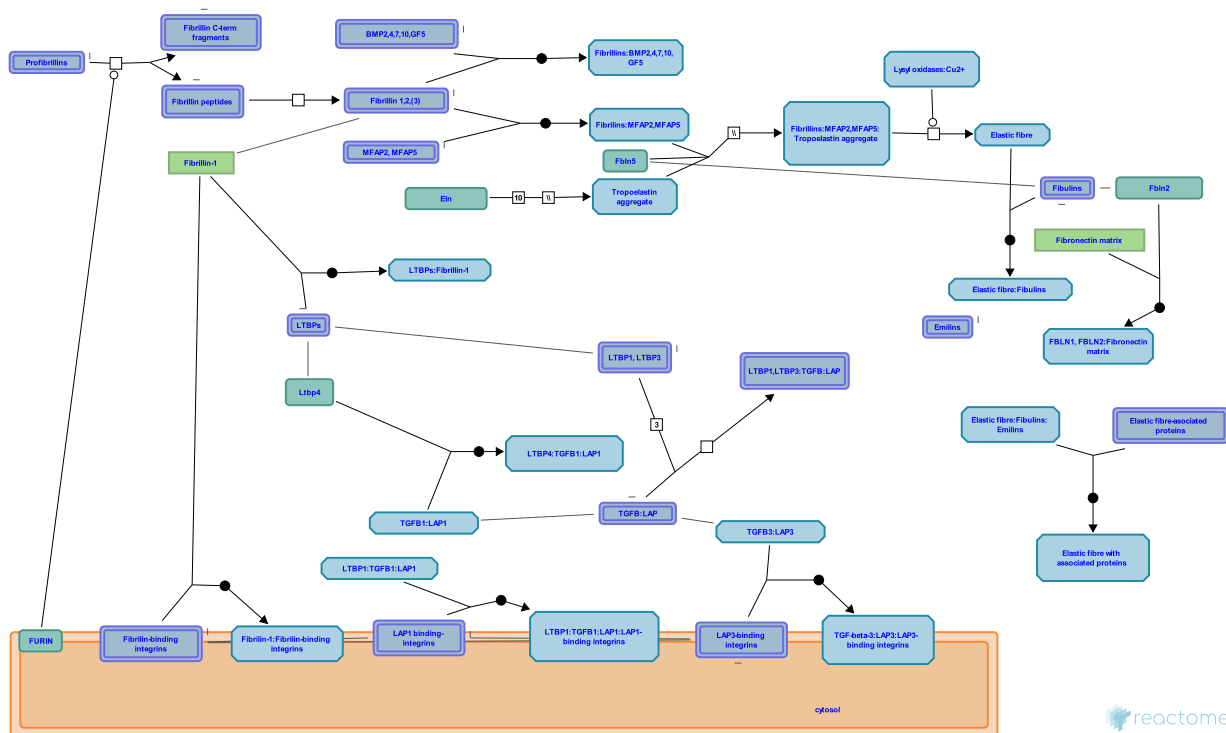 Fibrillin C-term
fragments
Profibrillins
Fibrillin peptides
BMP2,4,7,10,GF5
Fibrillins:BMP2,4,7,10,
GF5
Fibrillin 1,2,(3)
MFAP2, MFAP5
Fibrilins:MFAP2,MFAP5
Lysyl oxidases:Cu2+
Fibrillins:MFAP2,MFAP5:
Tropoelastin aggregate
Elastic fibre
\\
Fibrillin-1
Fbln5
Eln
10
\\
Tropoelastin
aggregate
Fibulins
Fbln2
Fibronectin matrix
LTBPs:Fibrillin-1
Elastic fibre:Fibulins
LTBPs
Emilins
FBLN1, FBLN2:Fibronectin
matrix
LTBP1, LTBP3
LTBP1,LTBP3:TGFB:LAP
Ltbp4
3
Elastic fibre:Fibulins:
Emilins
Elastic fibre-asociated
proteins
LTBP4:TGFB1:LAP1
TGFB1:LAP1
TGFB:LAP
TGFB3:LAP3
Elastic fibre with
associated proteins
LTBP1:TGFB1:LAP1
FURIN
Fibrilin-binding
integrins
Fibrilin-1:Fibrilin-binding
integrins
LAP1 binding-
integrins
LTBP1:TGFB1:LAP1:LAP1-
binding integrins
LAP3-binding
integrins
TGF-beta-3:LAP3:LAP3-
binding integrins
cytosol
reactome